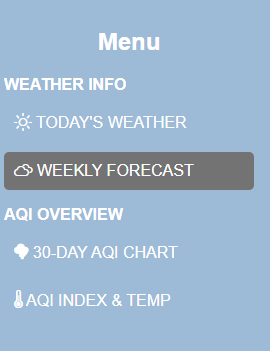 Menu
WEATHER INFO
TODAY'S WEATHER
WEEKLY FORECAST
AQI OVERVIEW
30-DAY AQI CHART
AQI INDEX & TEMP